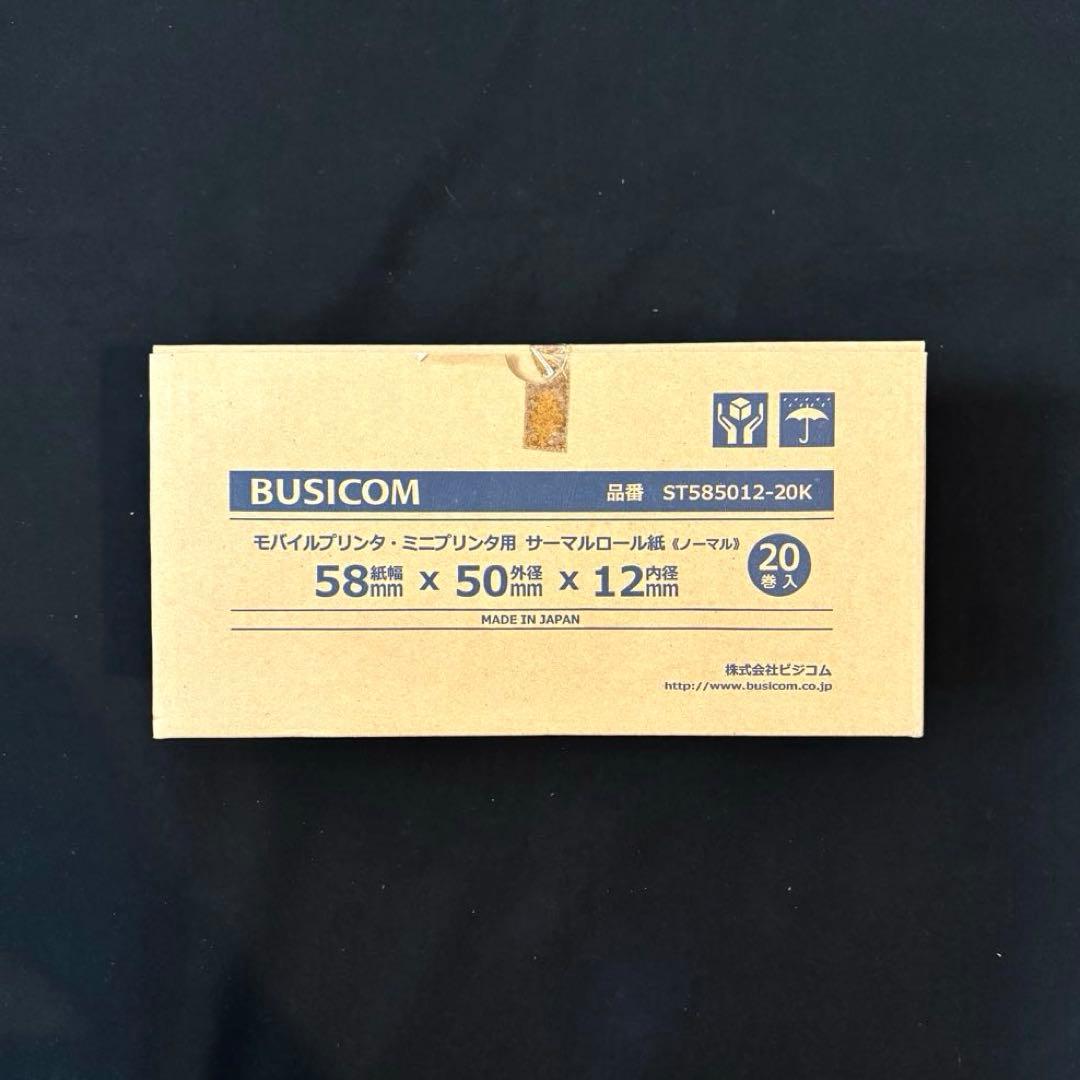 BUSICOM 品番 ST585012-20K
モバイルプリンタ・ミニプリンタ用 サーマルロール紙《ノーマル》
58紙幅mm x 50外径mm x 12内径mm
20巻入
MADE IN JAPAN
株式会社ビジコム
http://www.busicom.co.jp